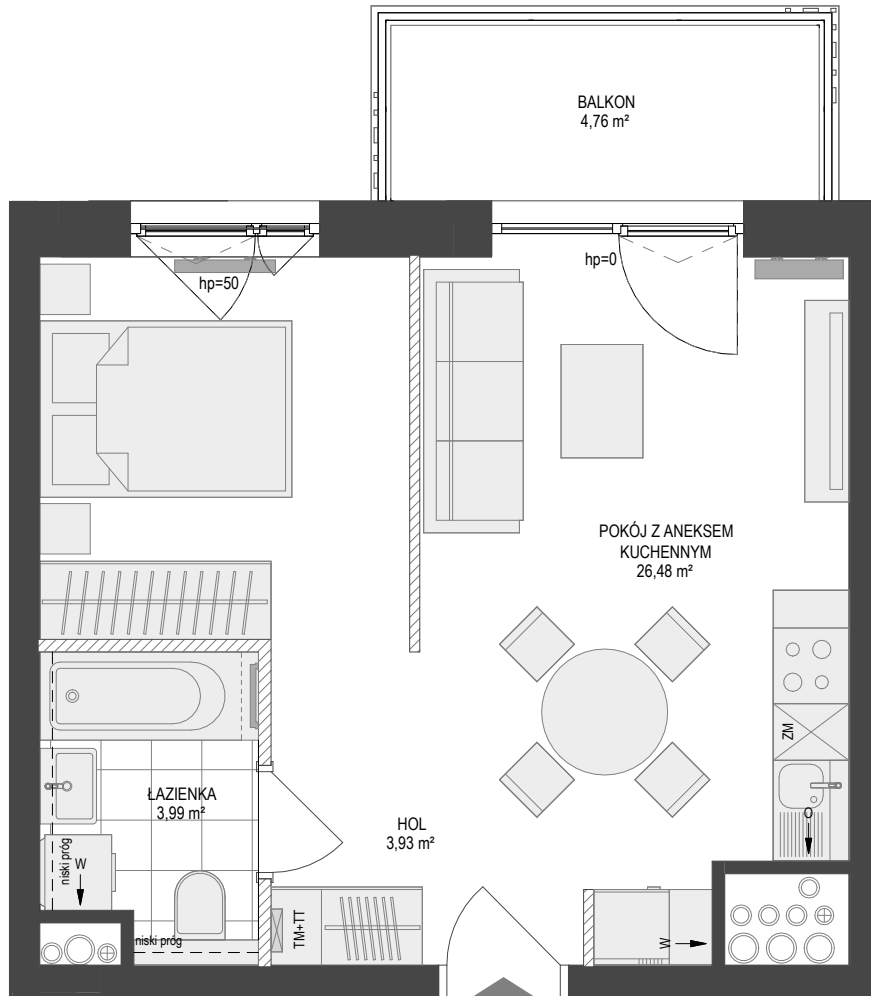 BALKON
4,76 m²
hp=50
hp=0
POKÓJ Z ANEKSEM
KUCHENNYM
26,48 m²
ZM
ŁAZIENKA
3,99 m²
O
HOL
3,93 m²
niski próg
W
TM+TT
niski próg
W